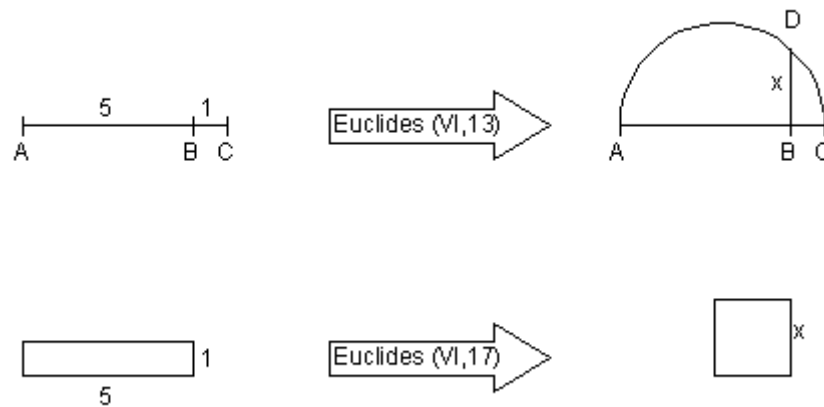 D
5 1
x
Euclides (VI,13)
A B C
A B C
Euclides (VI,17)
1
x
5